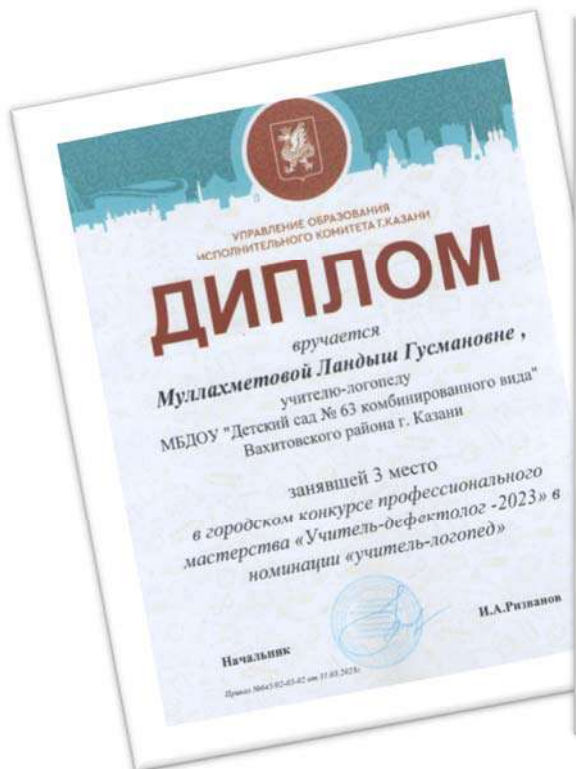 УПРАВЛЕНИЕ ОБРАЗОВАНИЯ
ИСПОЛНИТЕЛЬНОГО КОМИТЕТА Г.КАЗАНИ
ДИПЛОМ
вручается
Муллахметовой Ландыш Гусмановне ,
учителю-логопеду
МБДОУ "Детский сад № 63 комбинированного вида"
Вахитовского района г. Казани
занявшей 3 место
в городском конкурсе профессионального
мастерства «Учитель-дефектолог -2023» в
номинации «учитель-логопед»
Начальник
И.А.Ризванов
Приказ